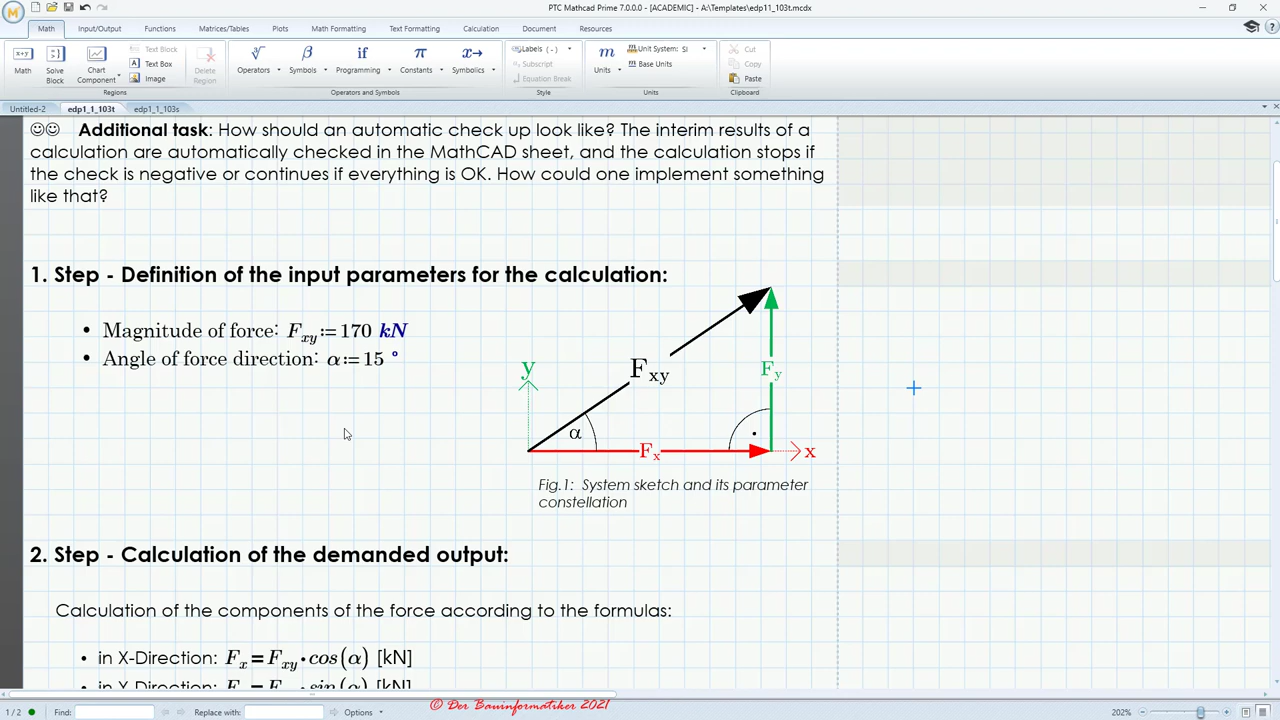 PTC Mathcad Prime 7.0.0.0 - [ACADEMIC] - A:\Templates\edp11_103t.mcdx
Math Input/Output Functions Matrices/Tables Plots Math Formatting Text Formatting Calculation Document Resources
Math
Solve Block
Chart Component
Text Block
Text Box
Image
Delete Region
Operators
Symbols
Programming
Constants
Symbolics
Labels (-)
Subscript
Equation Break
Units
Unit System: SI
Base Units
Cut
Copy
Paste
Regions Operators and Symbols Style Units Clipboard
Untitled-2 edp1_1_103t edp1_1_103s
Additional task: How should an automatic check up look like? The interim results of a
calculation are automatically checked in the MathCAD sheet, and the calculation stops if
the check is negative or continues if everything is OK. How could one implement something
like that?
1. Step - Definition of the input parameters for the calculation:
• Magnitude of force: Fxy := 170 kN
• Angle of force direction: α := 15 °
y
Fxy
Fy
α
Fx
x
Fig.1: System sketch and its parameter
constellation
2. Step - Calculation of the demanded output:
Calculation of the components of the force according to the formulas:
• in X-Direction: Fx = Fxy · cos(α) [kN]
• in Y-Direction: F = F · sin(α) [kN]
1 / 2 Find: Replace with: Options 202%
© Der Bauinformatiker 2021